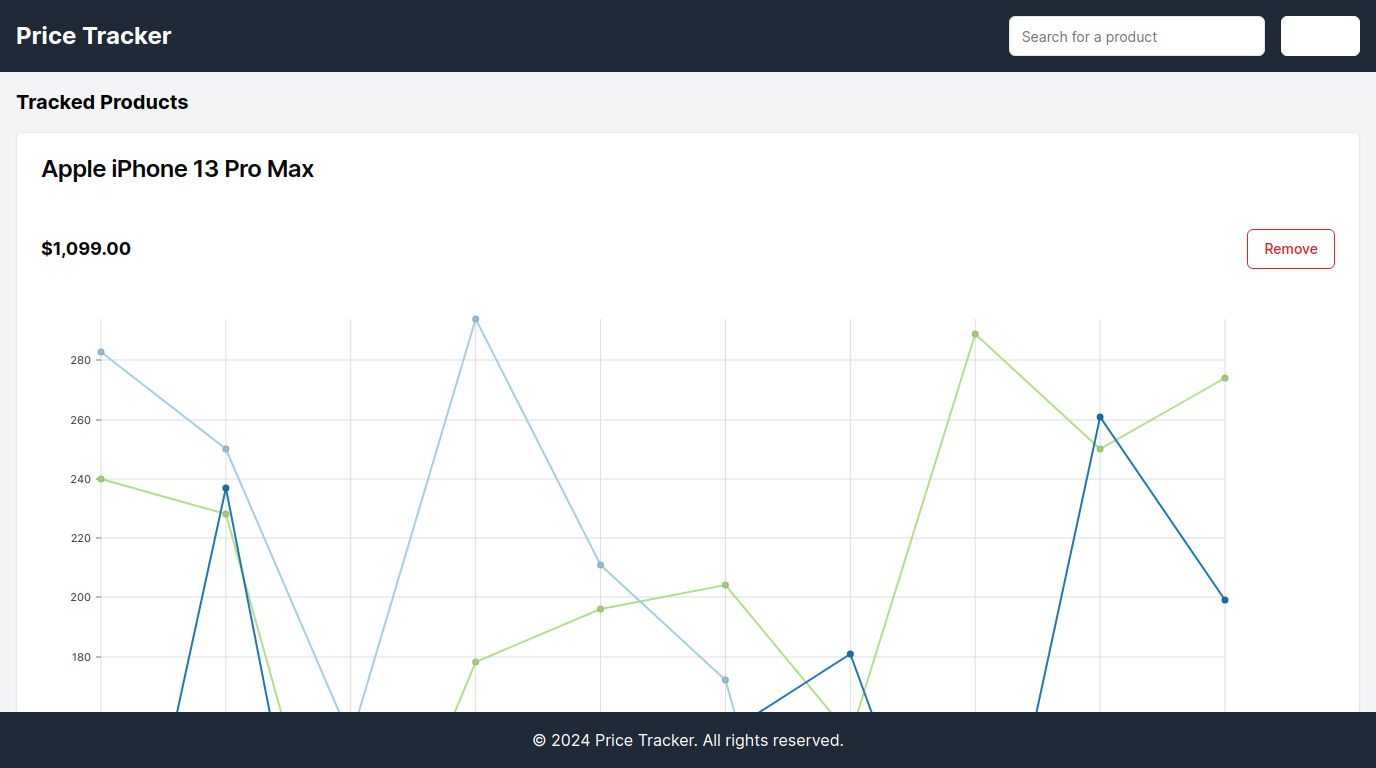 Price Tracker
Search for a product
Tracked Products
Apple iPhone 13 Pro Max
$1,099.00
Remove
280
260
240
220
200
180
© 2024 Price Tracker. All rights reserved.